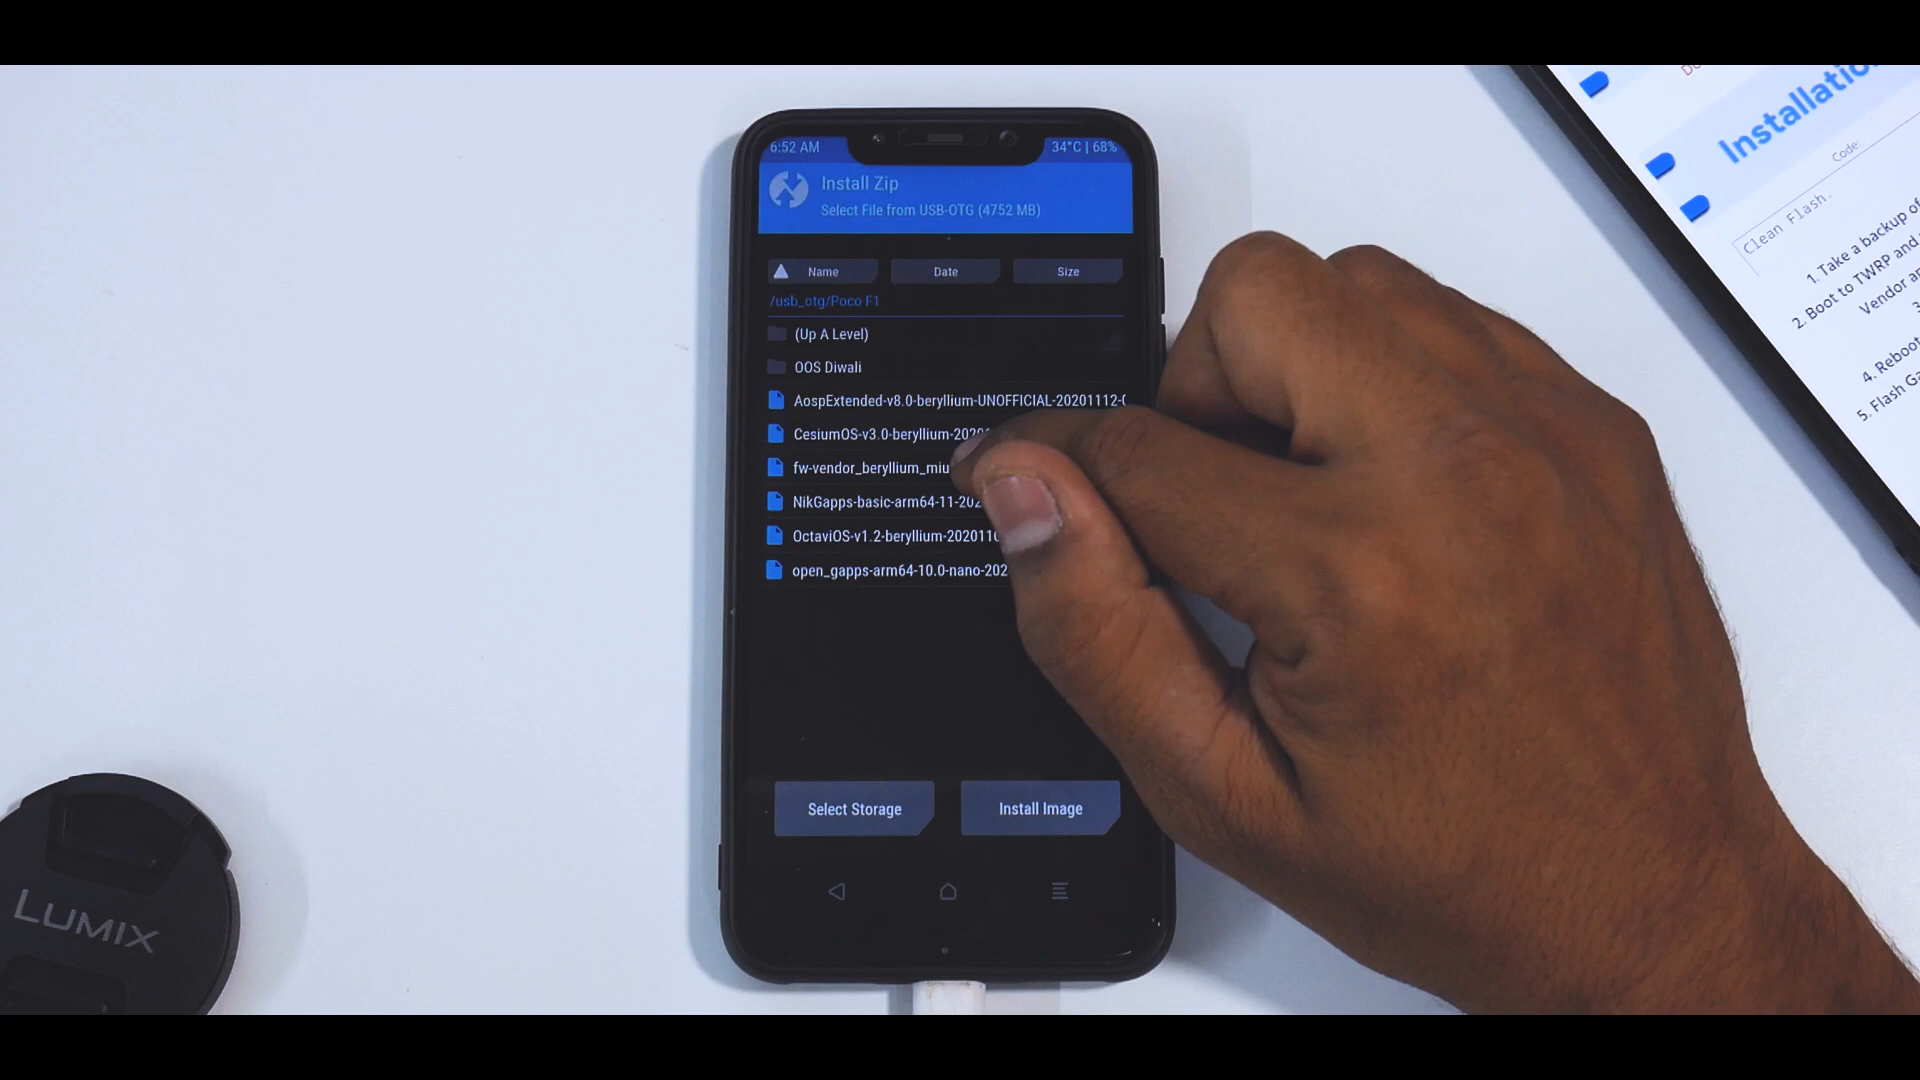 6:52 AM
34°C | 68%
Install Zip
Select File from USB-OTG (4752 MB)
Name
Date
Size
/usb_otg/Poco F1
(Up A Level)
OOS Diwali
AospExtended-v8.0-beryllium-UNOFFICIAL-20201112-
CesiumOS-v3.0-beryllium-2020
fw-vendor_beryllium_miu
NikGapps-basic-arm64-11-202
OctaviOS-v1.2-beryllium-202011
open_gapps-arm64-10.0-nano-202
Select Storage
Install Image
Installation
Code:
Clean Flash.
1. Take a backup of
2. Boot to TWRP and
Vendor
3
4. Reboot
5. Flash
LUMIX